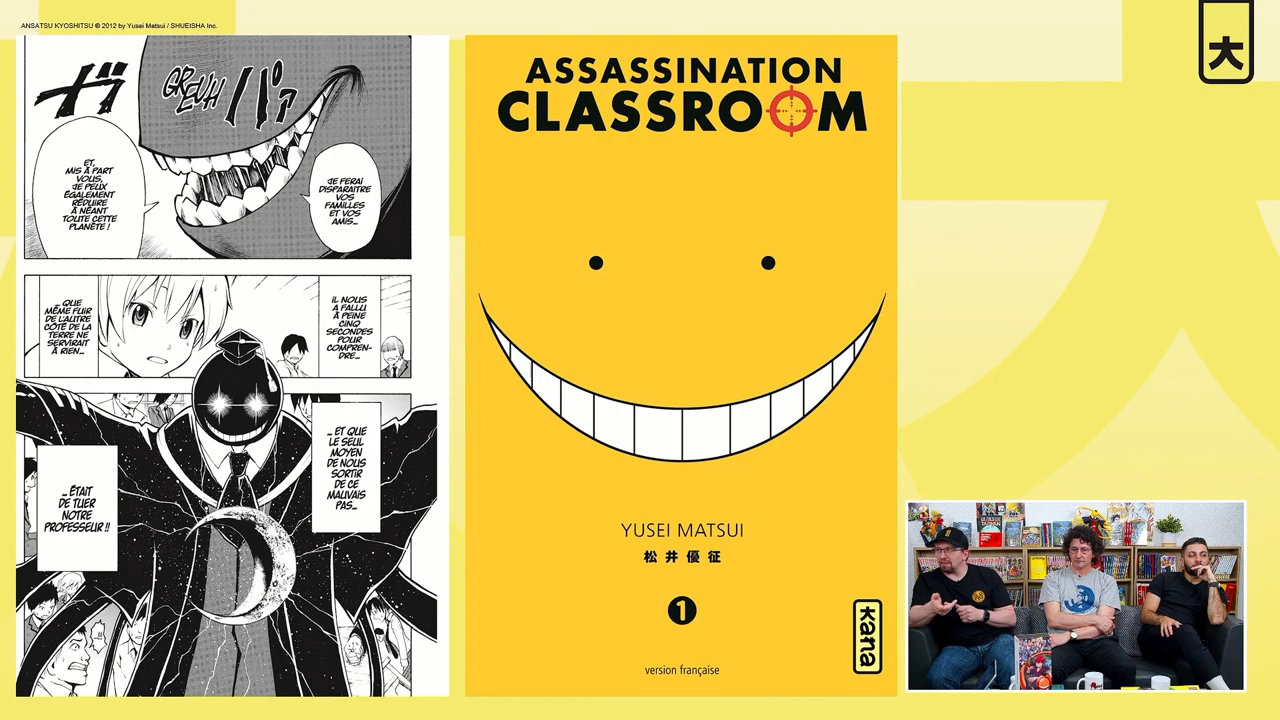 ANSATSU KYOSHITSU © 2012 by Yusei Matsui / SHUEISHA Inc.
大
GREUH
JE FERAI
DISPARAITRE
VOS
FAMILLES
ET VOS
AMIS...
ET,
MIS À PART
VOUS,
JE PEUX
ÉGALEMENT
RÉDUIRE
À NÉANT
TOUTE CETTE
PLANÈTE !
IL NOUS
A FALLU
À PEINE
CINQ
SECONDES
POUR
COMPREN-
DRE...
... QUE
MÊME FUIR
DE L'AUTRE
CÔTÉ DE LA
TERRE NE
SERVIRAIT
À RIEN...
... ET QUE
LE SEUL
MOYEN
DE NOUS
SORTIR
DE CE
MAUVAIS
PAS...
... ÉTAIT
DE TUER
NOTRE
PROFESSEUR !!
ASSASSINATION
CLASSROOM
YUSEI MATSUI
松井優征
1
kana
version française